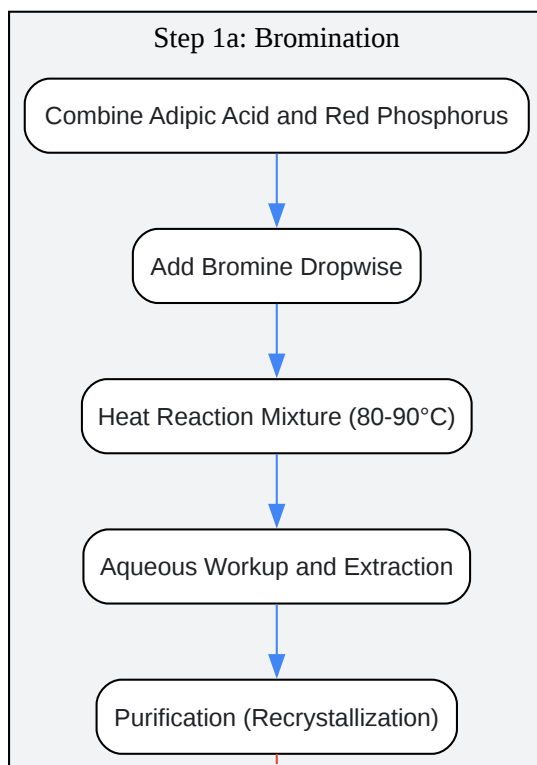 Step 1a: Bromination
Combine Adipic Acid and Red Phosphorus
Add Bromine Dropwise
Heat Reaction Mixture (80-90°C)
Aqueous Workup and Extraction
Purification (Recrystallization)